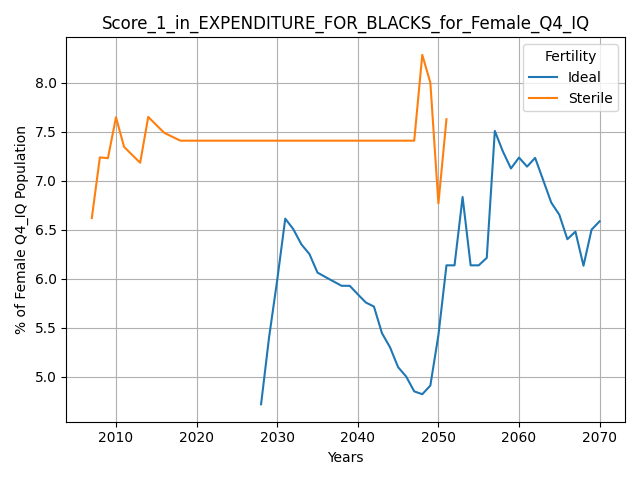 Score_1_in_EXPENDITURE_FOR_BLACKS_for_Female_Q4_IQ
Fertility
Ideal
Sterile
% of Female Q4_IQ Population
8.0
7.5
7.0
6.5
6.0
5.5
5.0
2010 2020 2030 2040 2050 2060 2070
Years